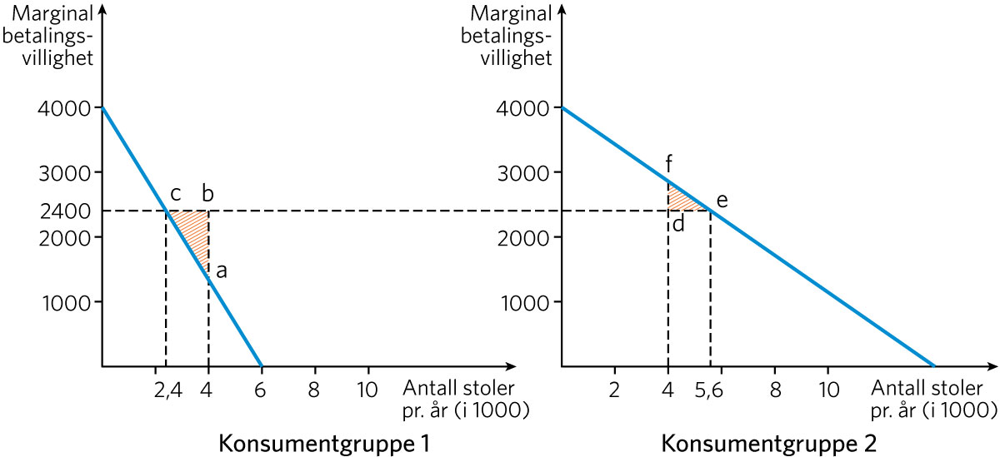 Marginal
betalings-
villighet
4000
3000
2400
2000
1000
c
b
a
2,4
4
6
8
10
Antall stoler
pr. år (i 1000)
Konsumentgruppe 1
Marginal
betalings-
villighet
4000
3000
2400
2000
1000
f
e
d
2
4
5,6
8
10
Antall stoler
pr. år (i 1000)
Konsumentgruppe 2